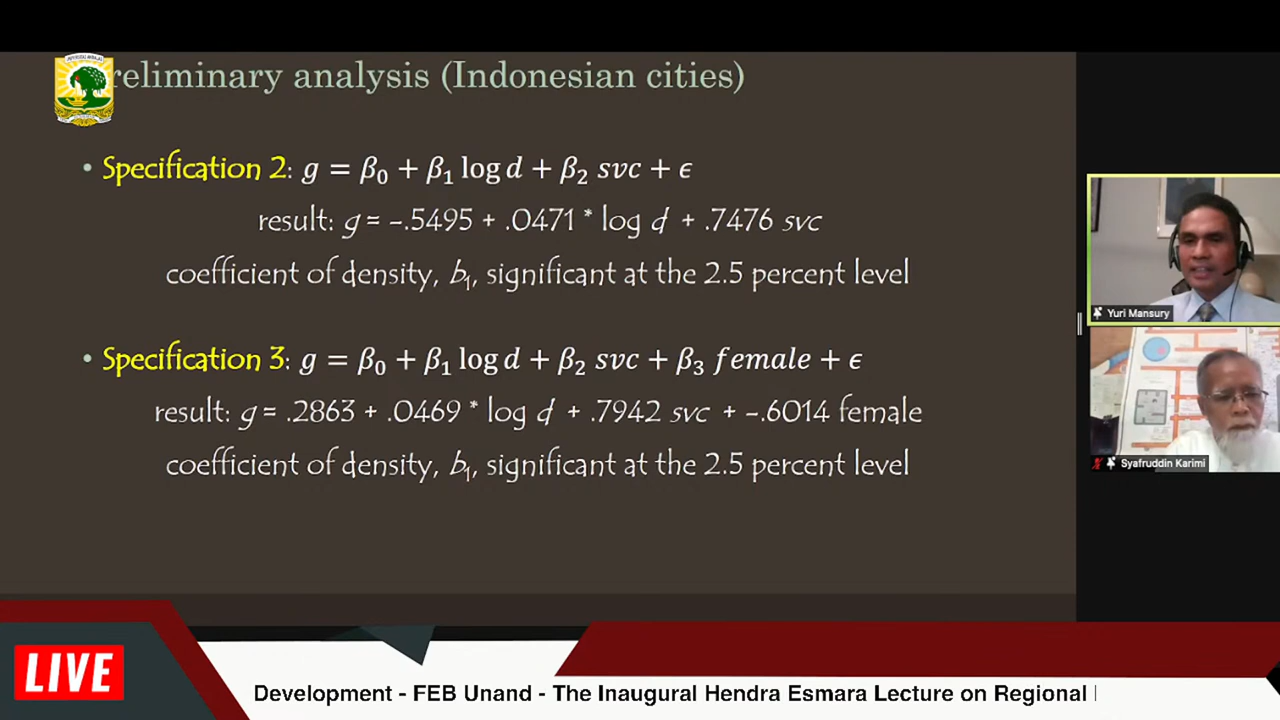 reliminary analysis (Indonesian cities)
• Specification 2: g = β₀ + β₁ log d + β₂ svc + ϵ
result: g = -.5495 + .0471 * log d + .7476 svc
coefficient of density, b₁, significant at the 2.5 percent level
• Specification 3: g = β₀ + β₁ log d + β₂ svc + β₃ female + ϵ
result: g = .2863 + .0469 * log d + .7942 svc + -.6014 female
coefficient of density, b₁, significant at the 2.5 percent level
Yuri Mansury
Syafruddin Karimi
LIVE
Development - FEB Unand - The Inaugural Hendra Esmara Lecture on Regional